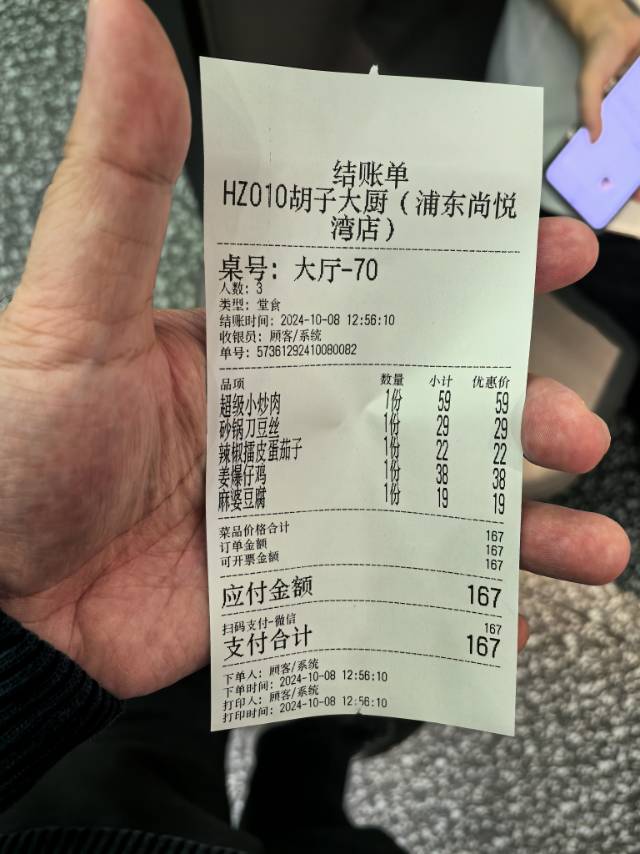 结账单
HZ010胡子大厨（浦东尚悦
湾店）
桌号: 大厅-70
人数: 3
类型: 堂食
结账时间: 2024-10-08 12:56:10
收银员: 顾客/系统
单号: 57361292410080082
品项 数量 小计 优惠价
超级小炒肉 1份 59 59
砂锅刀豆丝 1份 29 29
辣椒擂皮蛋茄子 1份 22 22
姜爆仔鸡 1份 38 38
麻婆豆腐 1份 19 19
菜品价格合计 167
订单金额 167
可开票金额 167
应付金额 167
扫码支付-微信 167
支付合计 167
下单人: 顾客/系统
下单时间: 2024-10-08 12:56:10
打印人: 顾客/系统
打印时间: 2024-10-08 12:56:10